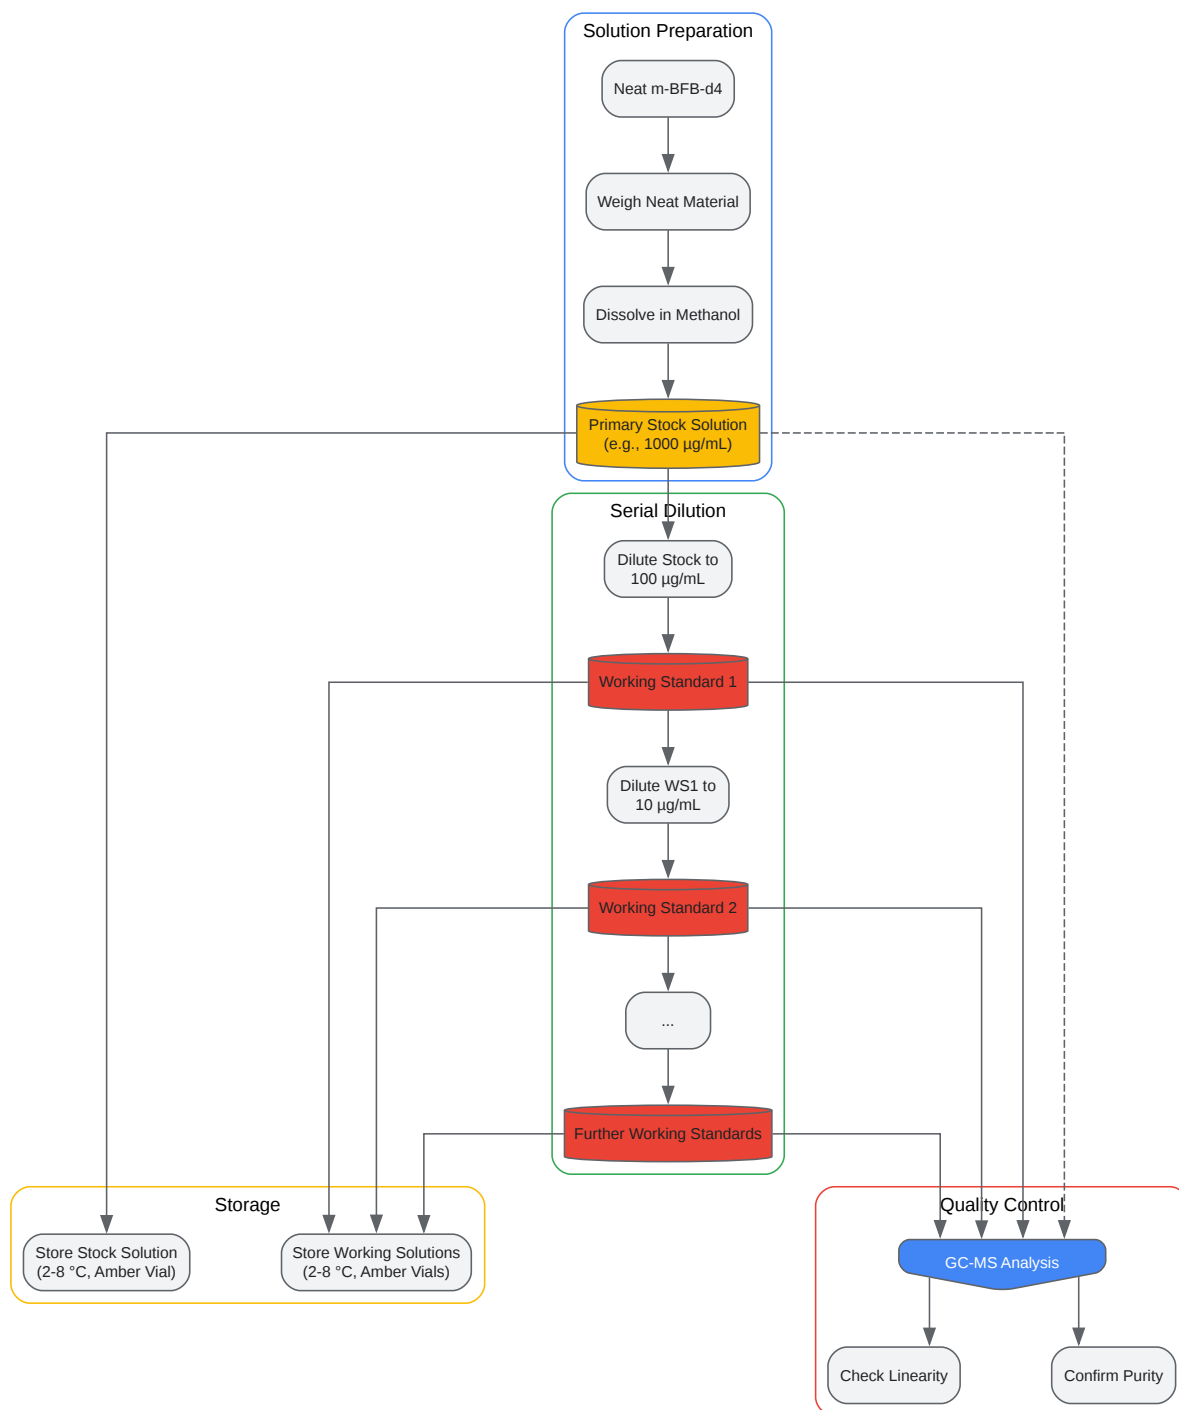 Solution Preparation
Neat m-BFB-d4
Weigh Neat Material
Dissolve in Methanol
Primary Stock Solution
(e.g., 1000 µg/mL)
Serial Dilution
Dilute Stock to
100 µg/mL
Working Standard 1
Dilute WS1 to
10 µg/mL
Working Standard 2
...
Further Working Standards
Storage
Store Stock Solution
(2-8 °C, Amber Vial)
Store Working Solutions
(2-8 °C, Amber Vials)
Quality Control
GC-MS Analysis
Check Linearity
Confirm Purity